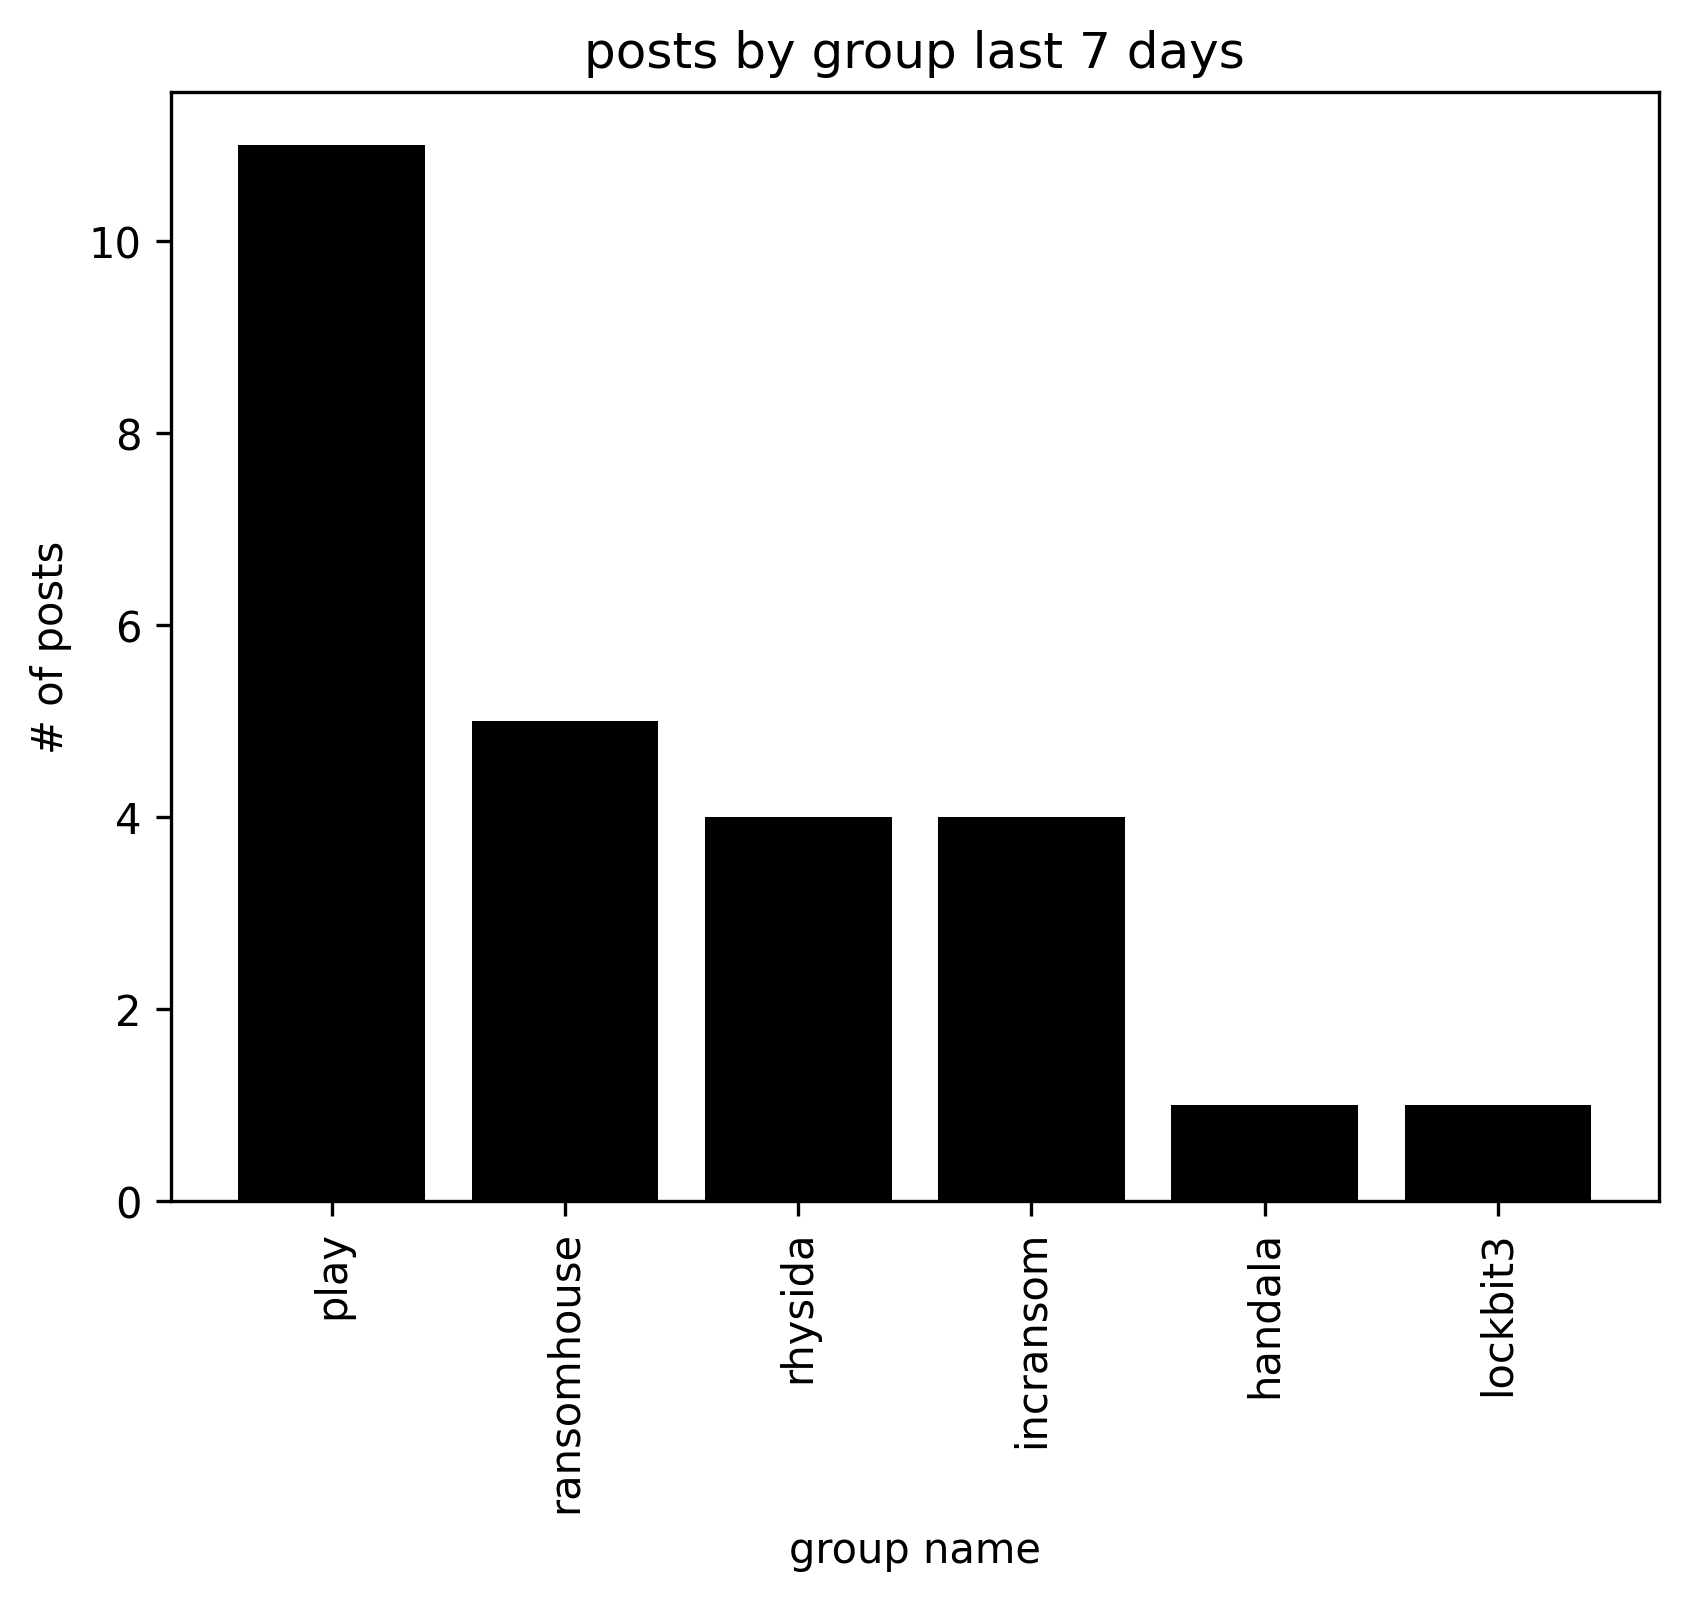 posts by group last 7 days
# of posts
10
8
6
4
2
0
play
ransomhouse
rhysida
incransom
handala
lockbit3
group name